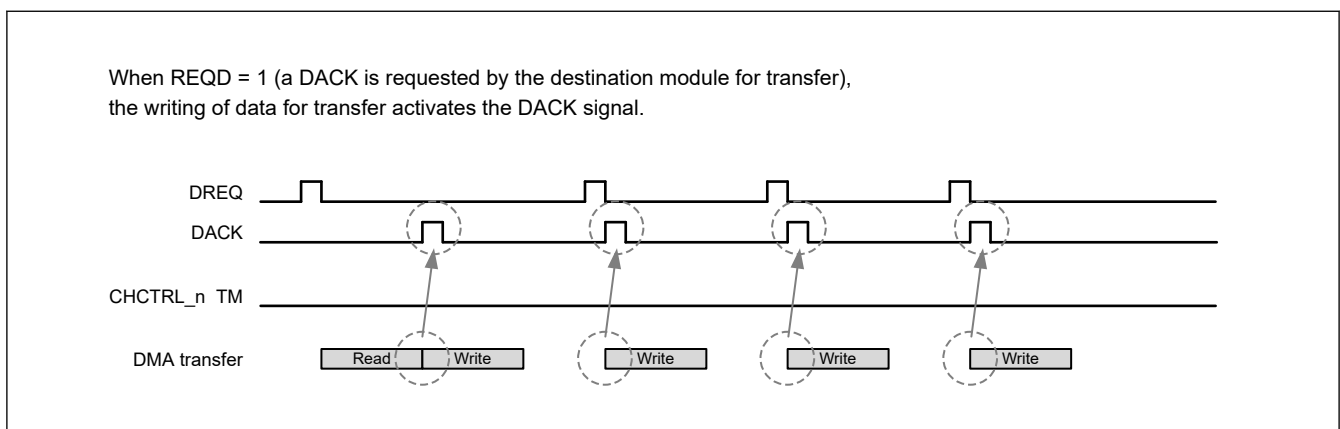 When REQD = 1 (a DACK is requested by the destination module for transfer),
the writing of data for transfer activates the DACK signal.
DREQ
DACK
CHCTRL_n TM
DMA transfer Read Write Write Write Write